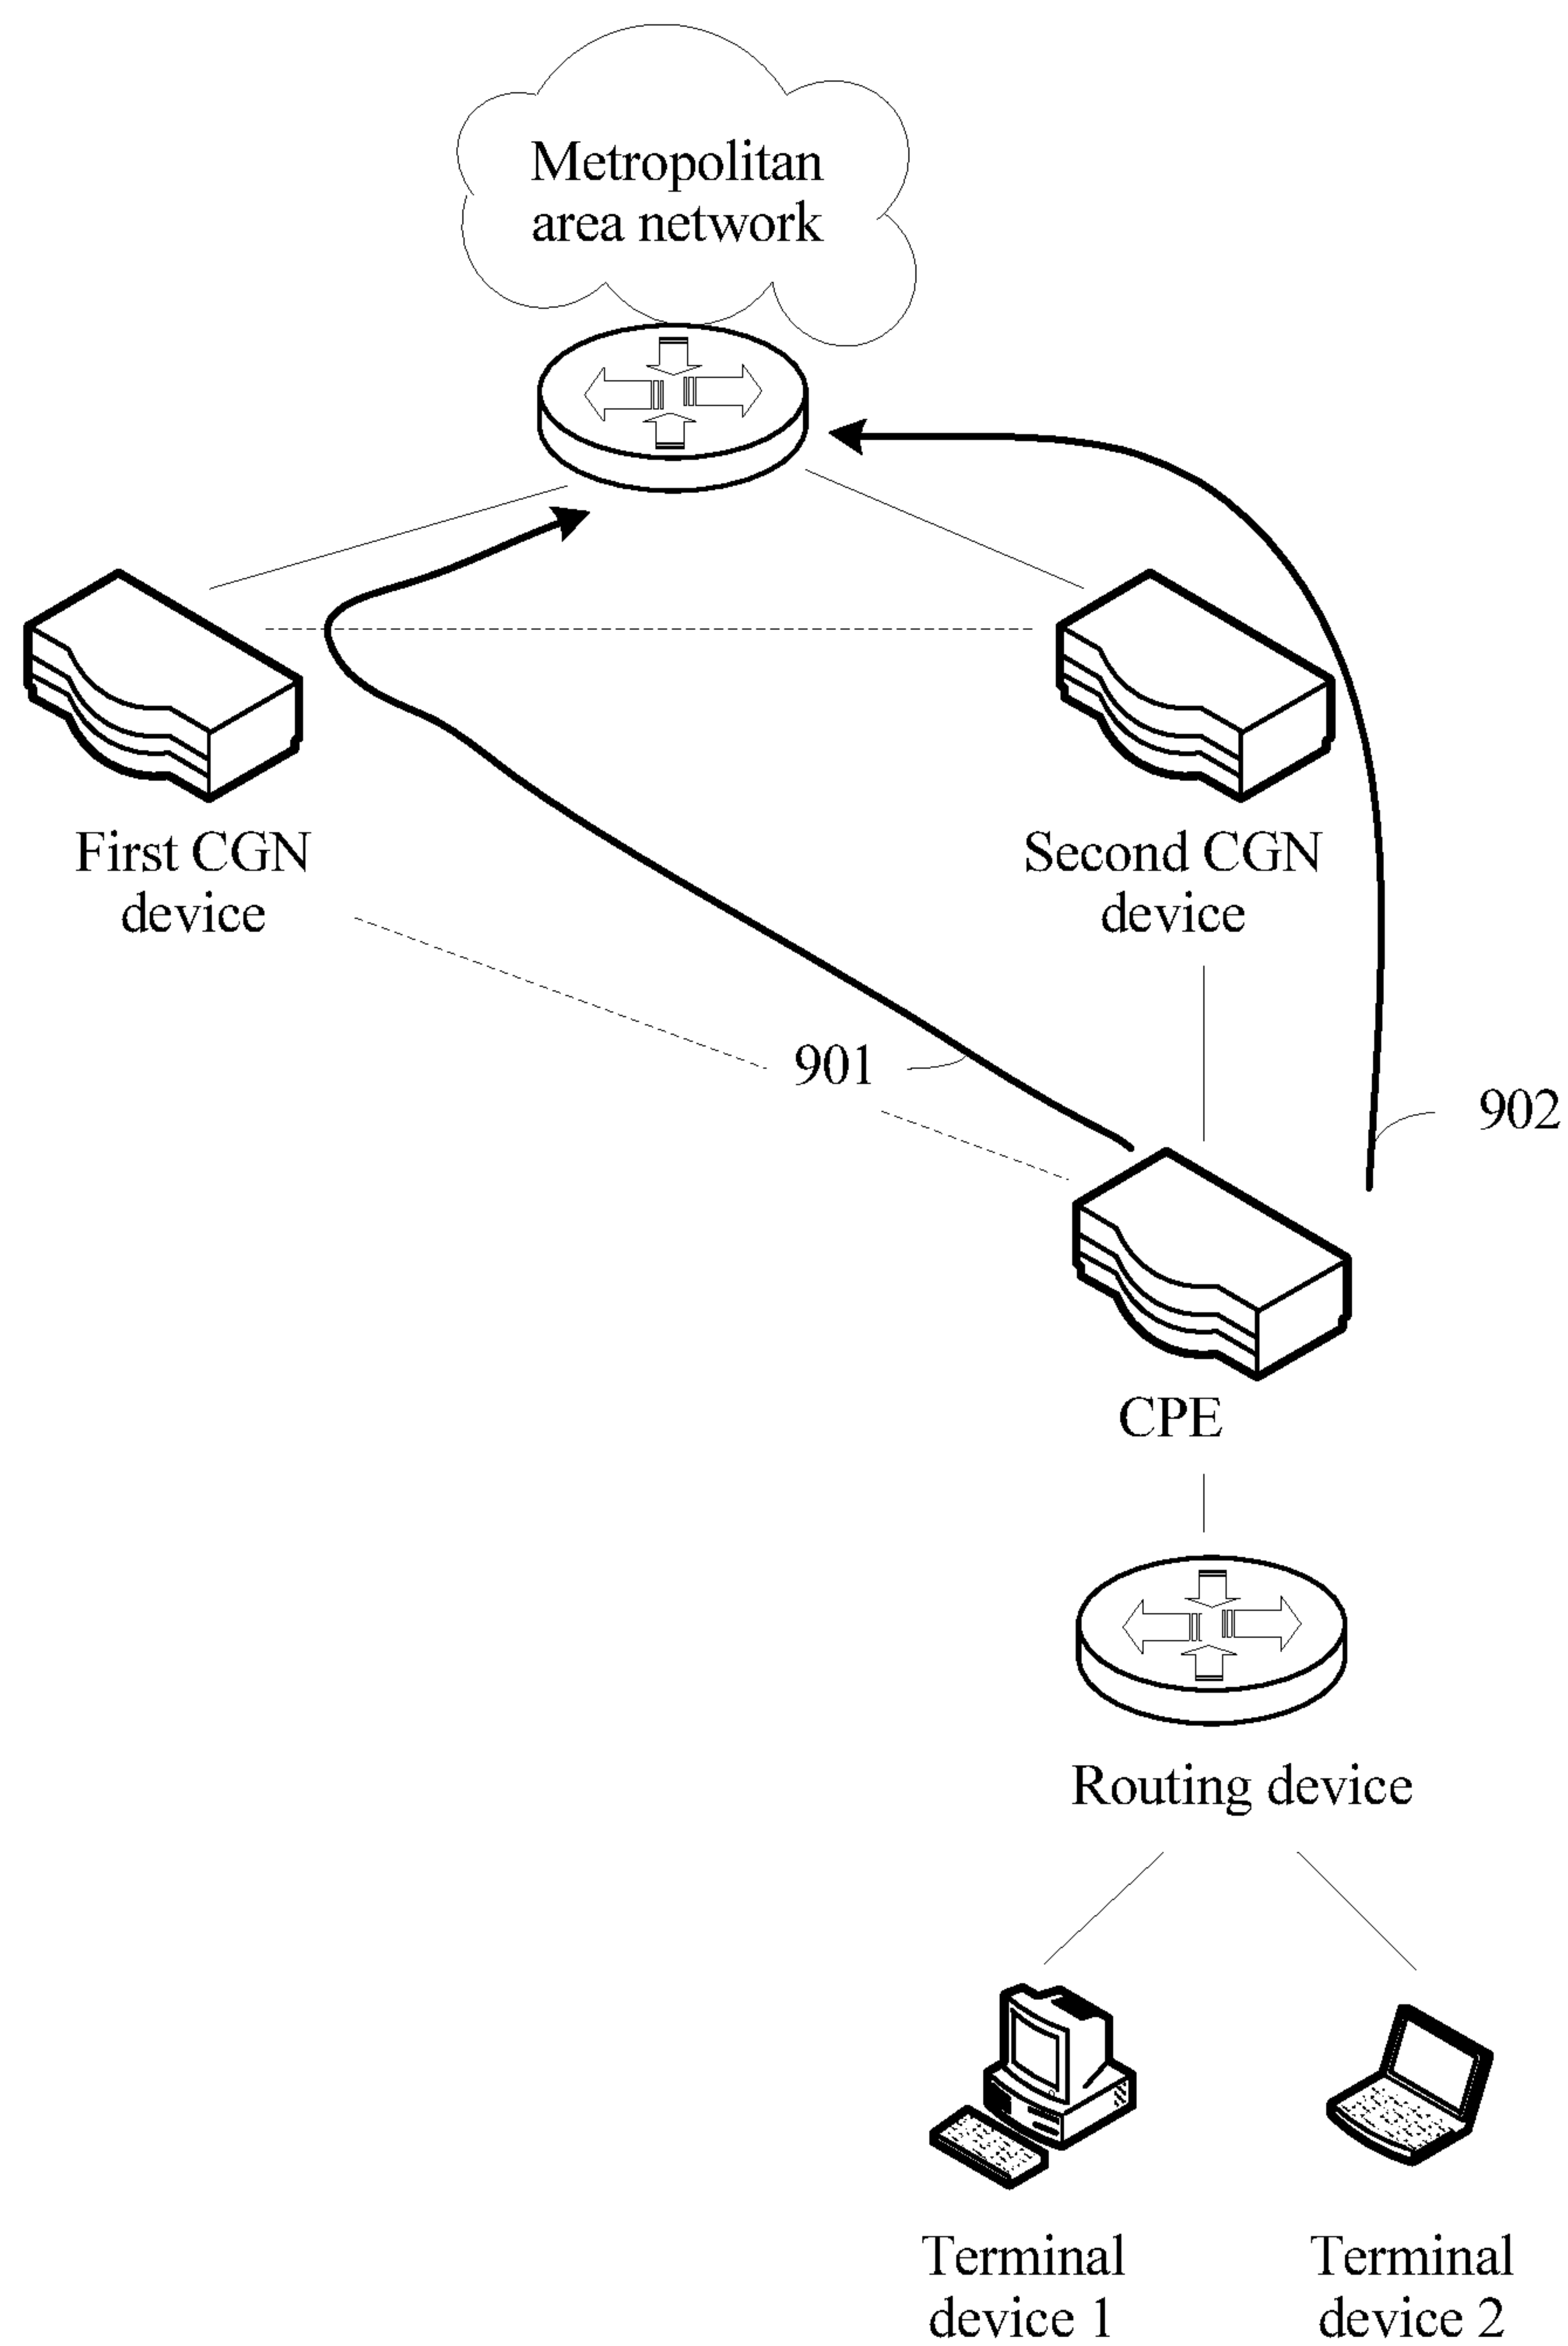 Metropolitan
area network
First CGN
device
Second CGN
device
901
902
CPE
Routing device
Terminal
device 1
Terminal
device 2